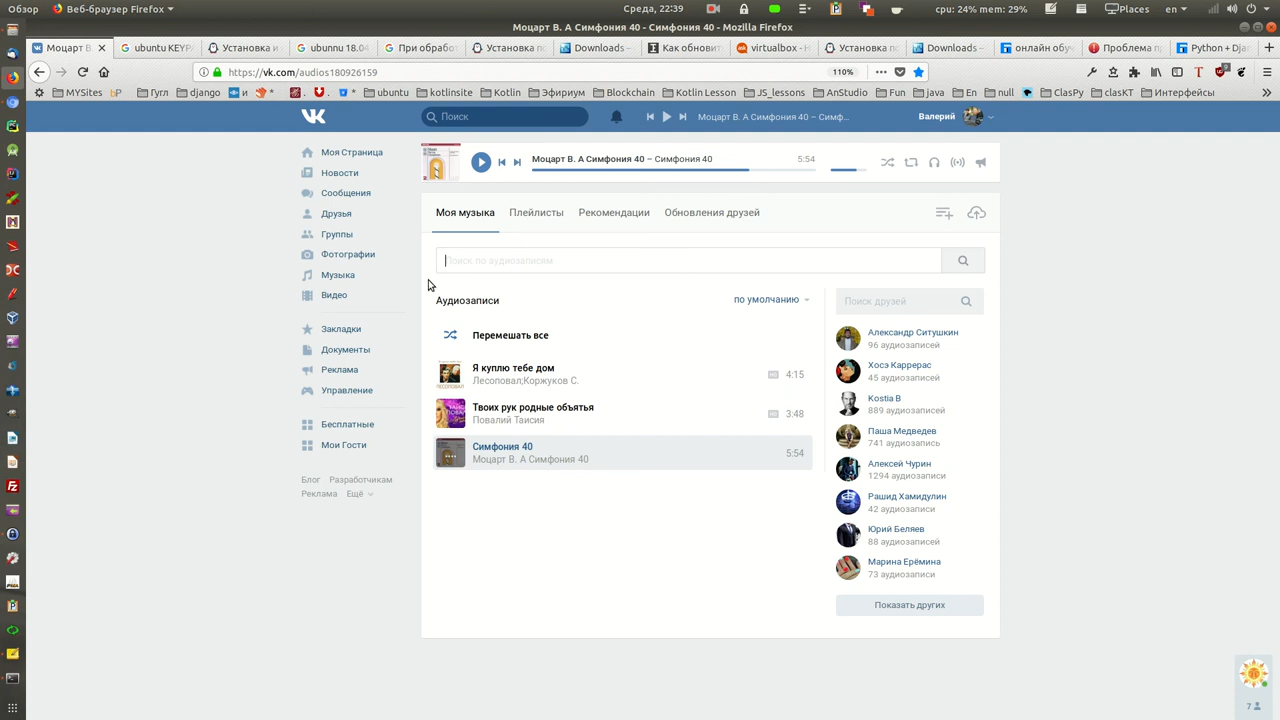 Веб-браузер Firefox
Среда, 22:39
cpu: 24% mem: 29%
Places
en
Valeriy
Моцарт В. А Симфония 40 - Симфония 40 - Mozilla Firefox
Моцарт В.
ubuntu KEYP
Установка и
ubunnu 18.04
При обрабо
Установка по
Downloads –
Как обнови
virtualbox - H
Установка
Downloads –
онлайн обу
Проблема п
Python + Dja
https://vk.com/audios180926159
110%
MYSites
bP
Гугл
django
и
ubuntu
kotlinsite
Kotlin
Эфириум
Blockchain
Kotlin Lesson
JS_lessons
AnStudio
Fun
java
En
null
ClasPy
clasKT
Интерфейсы
Поиск
Моцарт В. А Симфония 40 – Симф...
Валерий
Моя Страница
Новости
Сообщения
Друзья
Группы
Фотографии
Музыка
Видео
Закладки
Документы
Реклама
Управление
Бесплатные
Мои Гости
Блог Разработчикам
Реклама Ещё
Моцарт В. А Симфония 40 – Симфония 40
5:54
Моя музыка
Плейлисты
Рекомендации
Обновления друзей
Поиск по аудиозаписям
Аудиозаписи
по умолчанию
Перемешать все
Я куплю тебе дом
Лесоповал;Коржуков С.
HQ 4:15
Твоих рук родные объятья
Повалий Таисия
HQ 3:48
Симфония 40
Моцарт В. А Симфония 40
5:54
Поиск друзей
Александр Ситушкин
96 аудиозаписей
Хосэ Каррерас
45 аудиозаписей
Kostia B
889 аудиозаписей
Паша Медведев
741 аудиозапись
Алексей Чурин
1294 аудиозаписи
Рашид Хамидулин
42 аудиозаписи
Юрий Беляев
88 аудиозаписей
Марина Ерёмина
73 аудиозаписи
Показать других
7